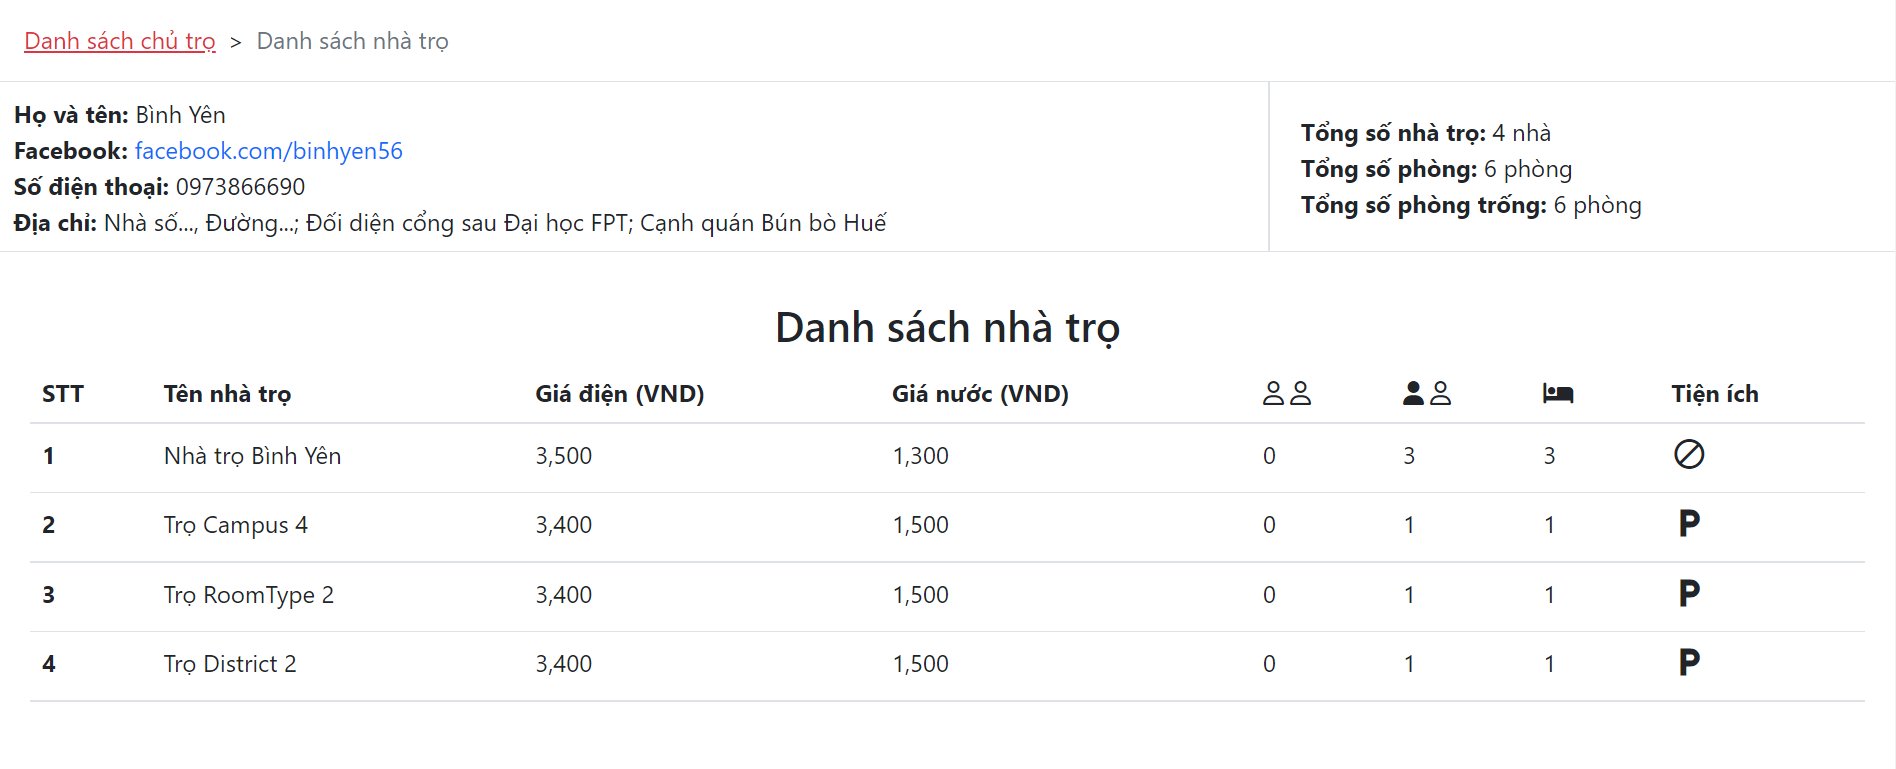 Danh sách chủ trọ > Danh sách nhà trọ
Họ và tên: Bình Yên
Facebook: facebook.com/binhyen56
Số điện thoại: 0973866690
Địa chỉ: Nhà số..., Đường...; Đối diện cổng sau Đại học FPT; Cạnh quán Bún bò Huế
Tổng số nhà trọ: 4 nhà
Tổng số phòng: 6 phòng
Tổng số phòng trống: 6 phòng
Danh sách nhà trọ
STT Tên nhà trọ Giá điện (VND) Giá nước (VND) Tiện ích
1 Nhà trọ Bình Yên 3,500 1,300 0 3 3
2 Trọ Campus 4 3,400 1,500 0 1 1 P
3 Trọ RoomType 2 3,400 1,500 0 1 1 P
4 Trọ District 2 3,400 1,500 0 1 1 P